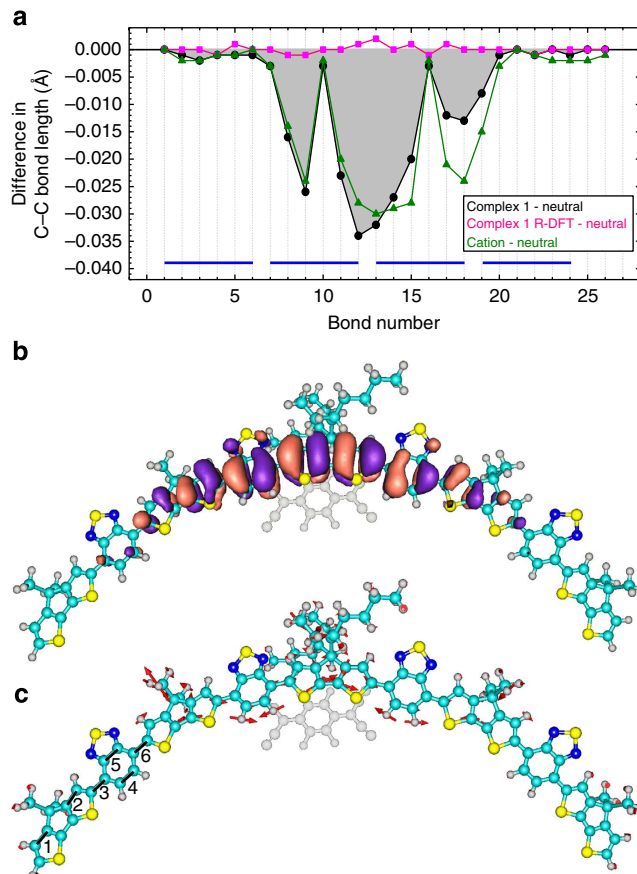 a
0.000
−0.005
−0.010
−0.015
−0.020
−0.025
−0.030
−0.035
−0.040
Difference in
C–C bond length (Å)
Complex 1 - neutral
Complex 1 R-DFT - neutral
Cation - neutral
0 5 10 15 20 25
Bond number
b
c
1
2
3
4
5
6